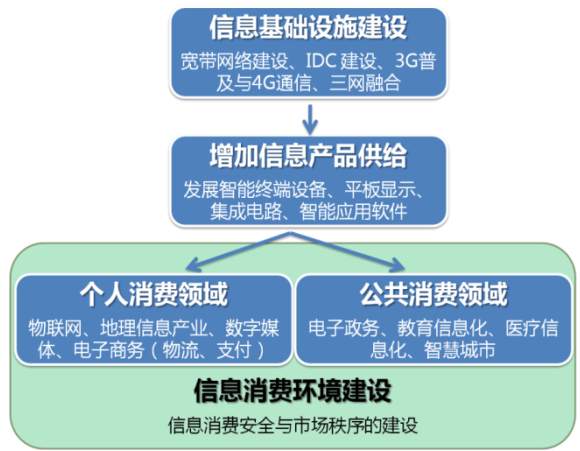 信息基础设施建设
宽带网络建设、IDC 建设、3G普
及与4G通信、三网融合
增加信息产品供给
发展智能终端设备、平板显示、
集成电路、智能应用软件
个人消费领域
物联网、地理信息产业、数字媒
体、电子商务（物流、支付）
公共消费领域
电子政务、教育信息化、医疗信
息化、智慧城市
信息消费环境建设
信息消费安全与市场秩序的建设